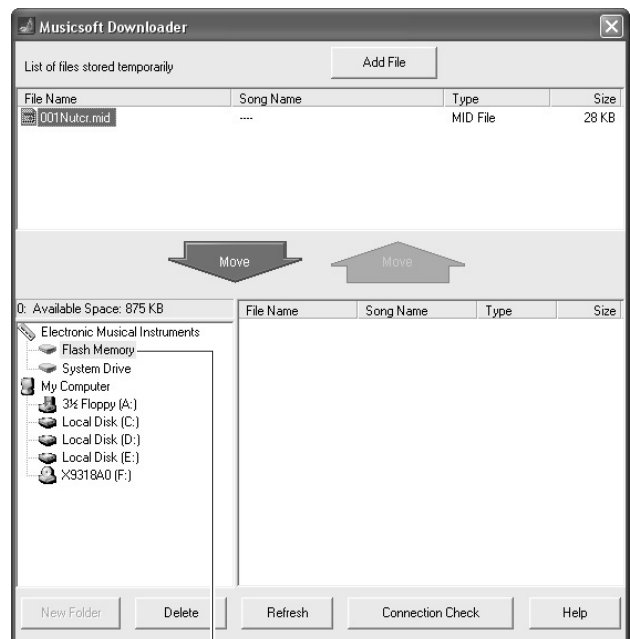 Musicsoft Downloader
List of files stored temporarily Add File
File Name Song Name Type Size
001Nutcr.mid ---- MID File 28 KB
Move Move
0: Available Space: 875 KB
File Name Song Name Type Size
Electronic Musical Instruments
Flash Memory
System Drive
My Computer
3½ Floppy (A:)
Local Disk (C:)
Local Disk (D:)
Local Disk (E:)
X9318A0 (F:)
New Folder Delete Refresh Connection Check Help